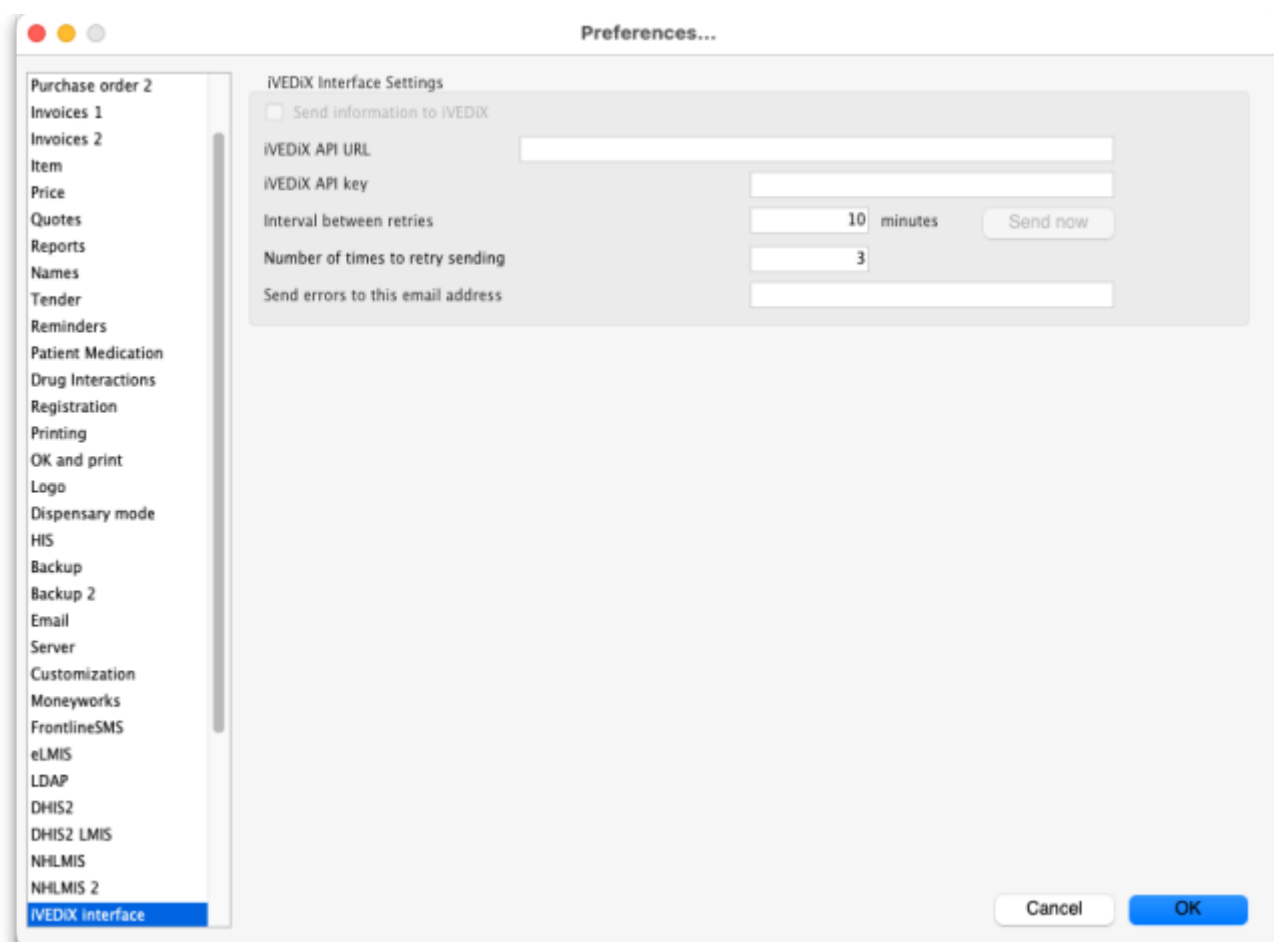 Preferences...
Purchase order 2
Invoices 1
Invoices 2
Item
Price
Quotes
Reports
Names
Tender
Reminders
Patient Medication
Drug Interactions
Registration
Printing
OK and print
Logo
Dispensary mode
HIS
Backup
Backup 2
Email
Server
Customization
Moneyworks
FrontlineSMS
eLMIS
LDAP
DHIS2
DHIS2 LMIS
NHLMIS
NHLMIS 2
iVEDiX interface
iVEDiX Interface Settings
Send information to iVEDiX
iVEDiX API URL
iVEDiX API key
Interval between retries 10 minutes Send now
Number of times to retry sending 3
Send errors to this email address
Cancel OK